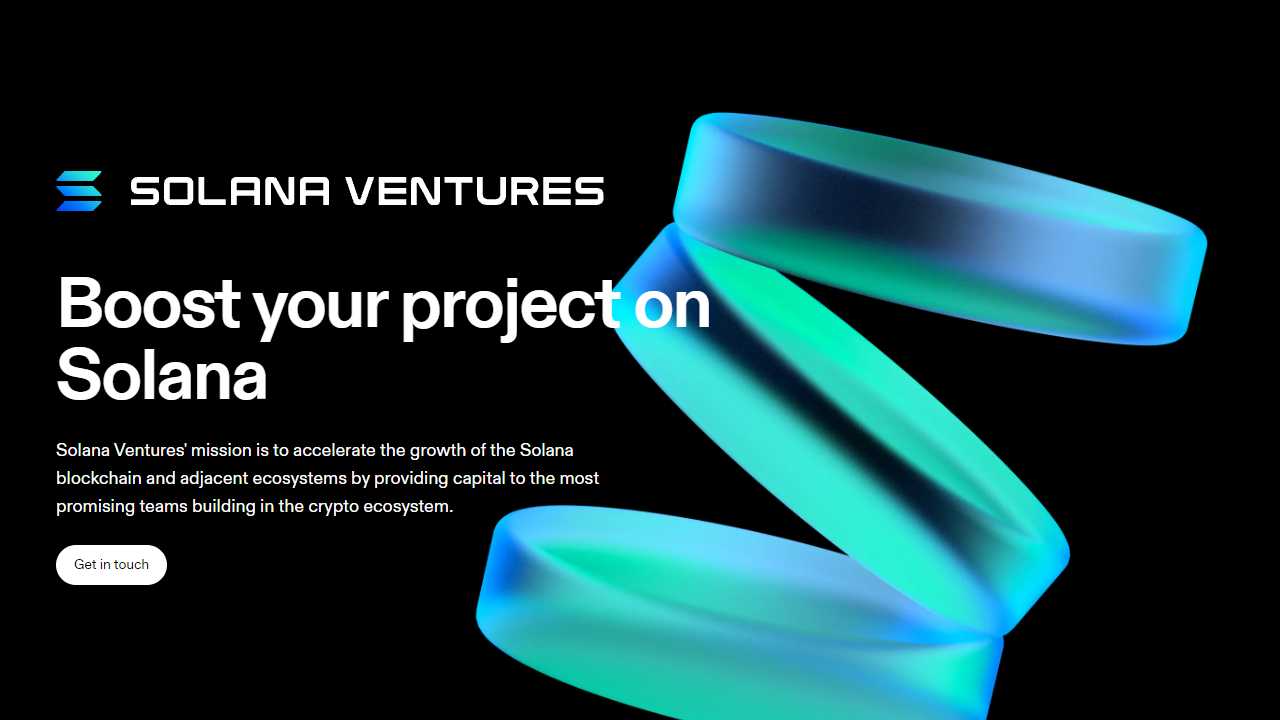 SOLANA VENTURES
Boost your project on
Solana
Solana Ventures' mission is to accelerate the growth of the Solana
blockchain and adjacent ecosystems by providing capital to the most
promising teams building in the crypto ecosystem.
Get in touch